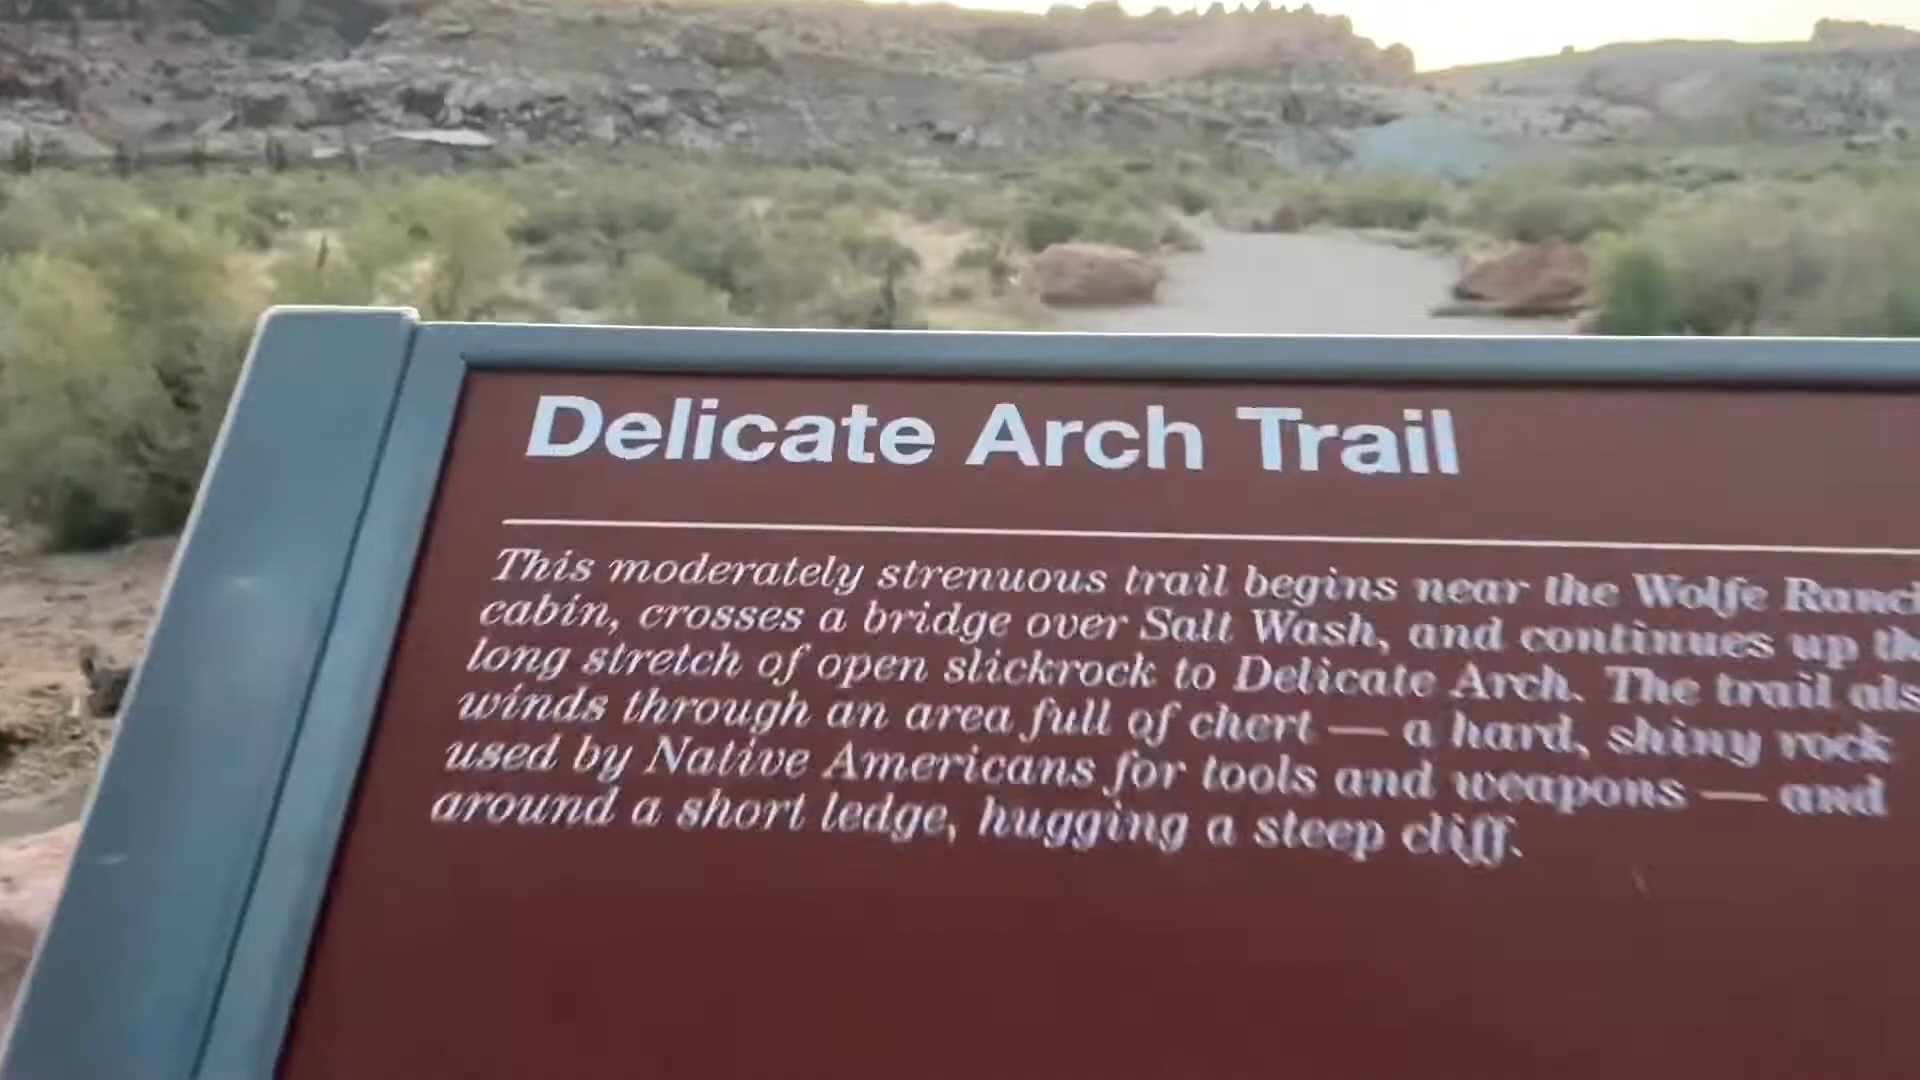 Delicate Arch Trail
This moderately strenuous trail begins near the Wolfe Ranch
cabin, crosses a bridge over Salt Wash, and continues up th
long stretch of open slickrock to Delicate Arch. The trail als
winds through an area full of chert — a hard, shiny rock
used by Native Americans for tools and weapons — and
around a short ledge, hugging a steep cliff.